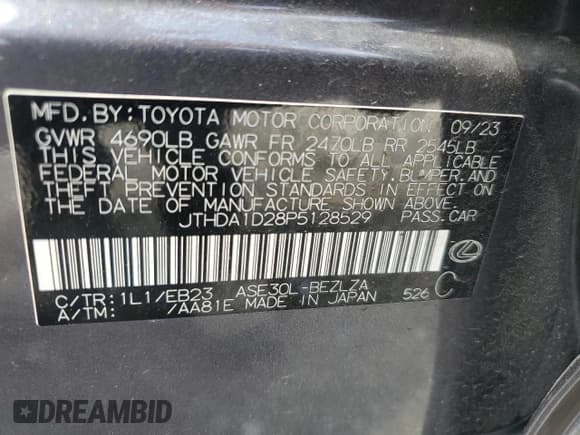 MFD. BY: TOYOTA MOTOR CORPORATION 09/23
GVWR 4690LB GAWR FR 2470LB RR 2545LB
THIS VEHICLE CONFORMS TO ALL APPLICABLE
FEDERAL MOTOR VEHICLE SAFETY, BUMPER, AND
THEFT PREVENTION STANDARDS IN EFFECT ON
THE DATE OF MANUFACTURE SHOWN ABOVE.
JTHDA1D28P5128529 PASS.CAR
C/TR: 1L1/EB23 ASE30L-BEZLZA 526 C
A/TM: /AA81E MADE IN JAPAN
DREAMBID